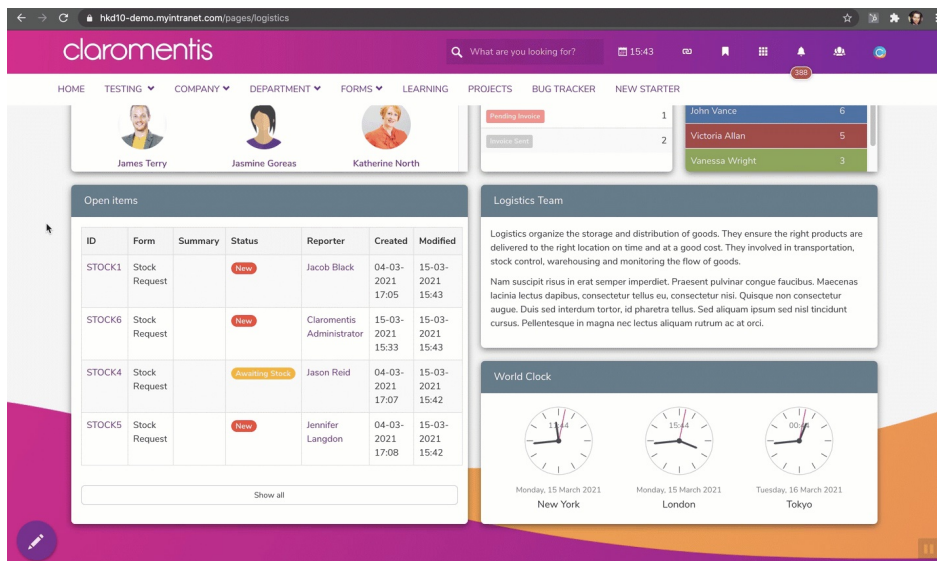 hkd10-demo.myintranet.com/pages/logistics
claromentis
What are you looking for?
15:43
388
HOME TESTING COMPANY DEPARTMENT FORMS LEARNING PROJECTS BUG TRACKER NEW STARTER
James Terry
Jasmine Goreas
Katherine North
Pending Invoice 1
Invoice Sent 2
John Vance 6
Victoria Allan 5
Vanessa Wright 3
Open items
ID Form Summary Status Reporter Created Modified
STOCK1 Stock New Jacob Black 04-03- 15-03-
Request 2021 2021
17:05 15:43
STOCK6 Stock New Claromentis 15-03- 15-03-
Request Administrator 2021 2021
15:33 15:43
STOCK4 Stock Awaiting Stock Jason Reid 04-03- 15-03-
Request 2021 2021
17:07 15:42
STOCK5 Stock New Jennifer 04-03- 15-03-
Request Langdon 2021 2021
17:08 15:42
Show all
Logistics Team
Logistics organize the storage and distribution of goods. They ensure the right products are
delivered to the right location on time and at a good cost. They involved in transportation,
stock control, warehousing and monitoring the flow of goods.
Nam suscipit risus in erat semper imperdiet. Praesent pulvinar congue faucibus. Maecenas
lacinia lectus dapibus, consectetur tellus eu, consectetur nisi. Quisque non consectetur
augue. Duis sed interdum tortor, id pharetra tellus. Sed aliquam ipsum sed nisl tincidunt
cursus. Pellentesque in magna nec lectus aliquam rutrum ac at orci.
World Clock
11:44 15:44 00:44
Monday, 15 March 2021 Monday, 15 March 2021 Tuesday, 16 March 2021
New York London Tokyo